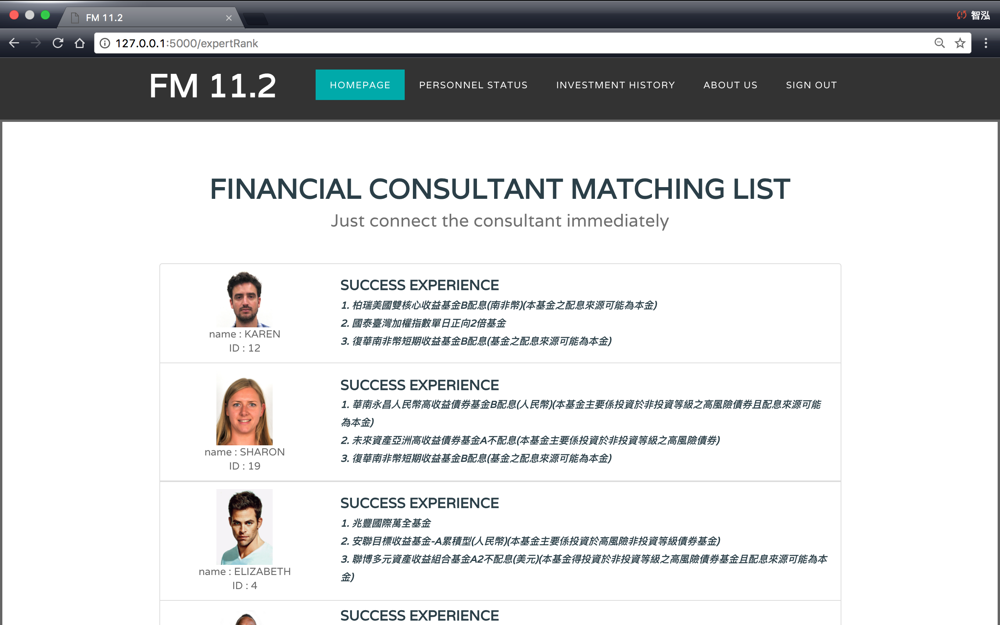 FM 11.2
智泓
127.0.0.1:5000/expertRank
FM 11.2
HOMEPAGE
PERSONNEL STATUS
INVESTMENT HISTORY
ABOUT US
SIGN OUT
FINANCIAL CONSULTANT MATCHING LIST
Just connect the consultant immediately
SUCCESS EXPERIENCE
1. 柏瑞美國雙核心收益基金B配息(南非幣)(本基金之配息來源可能為本金)
2. 國泰臺灣加權指數單日正向2倍基金
3. 復華南非幣短期收益基金B配息(基金之配息來源可能為本金)
name : KAREN
ID : 12
SUCCESS EXPERIENCE
1. 華南永昌人民幣高收益債券基金B配息(人民幣)(本基金主要係投資於非投資等級之高風險債券且配息來源可能
為本金)
2. 未來資產亞洲高收益債券基金A不配息(本基金主要係投資於非投資等級之高風險債券)
3. 復華南非幣短期收益基金B配息(基金之配息來源可能為本金)
name : SHARON
ID : 19
SUCCESS EXPERIENCE
1. 兆豐國際萬全基金
2. 安聯目標收益基金-A累積型(人民幣)(本基金主要係投資於高風險非投資等級債券基金)
3. 聯博多元資產收益組合基金A2不配息(美元)(本基金得投資於非投資等級之高風險債券基金且配息來源可能為本
金)
name : ELIZABETH
ID : 4
SUCCESS EXPERIENCE